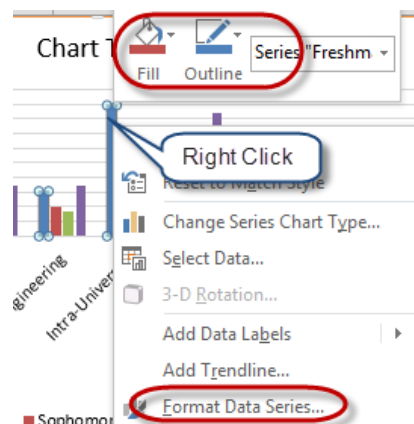 Chart T
Fill
Outline
Series "Freshm
Right Click
Reset to Match Style
Change Series Chart Type...
Select Data...
3-D Rotation...
Add Data Labels
Add Trendline...
Format Data Series...
gineering
Intra-Univer
Sophomor